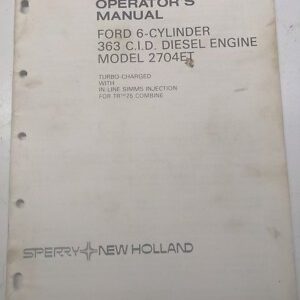 OPERATOR'S
MANUAL
FORD 6-CYLINDER
363 C.I.D. DIESEL ENGINE
MODEL 2704ET
TURBO-CHARGED
WITH
IN-LINE SIMMS INJECTION
FOR TR™75 COMBINE
SPERRY NEW HOLLAND